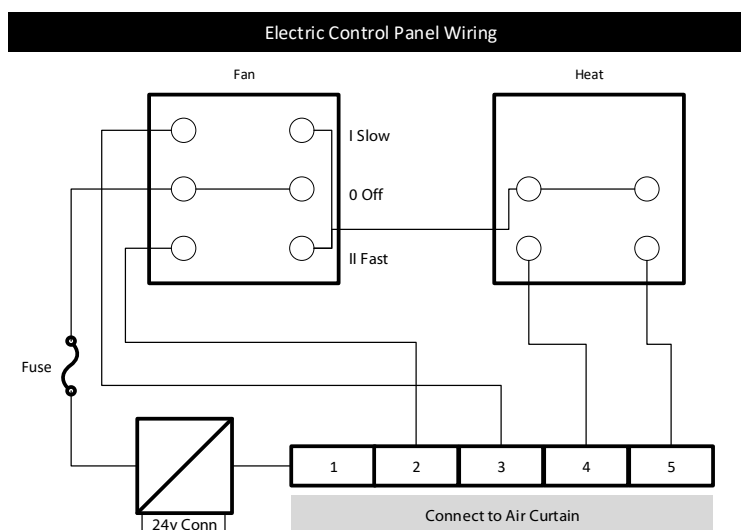 Electric Control Panel Wiring
Fan
Heat
I Slow
0 Off
II Fast
Fuse
1
2
3
4
5
24v Conn
Connect to Air Curtain